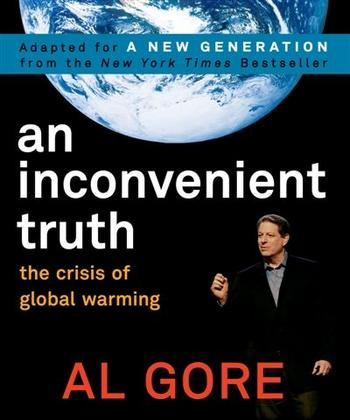 Adapted for A NEW GENERATION
from the New York Times Bestseller
an
inconvenient
truth
the crisis of
global warming
AL GORE